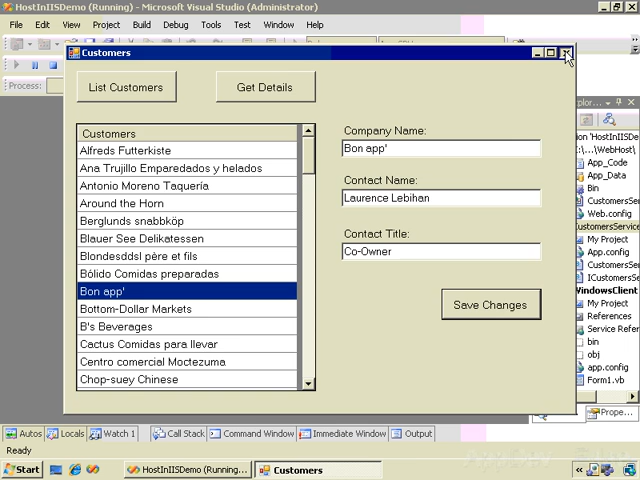 HostInIISDemo (Running) - Microsoft Visual Studio (Administrator)
File Edit View Project Build Debug Tools Test Window Help
Process:
Customers
List Customers
Get Details
Customers
Alfreds Futterkiste
Ana Trujillo Emparedados y helados
Antonio Moreno Taquería
Around the Horn
Berglunds snabbköp
Blauer See Delikatessen
Blondesddsl père et fils
Bólido Comidas preparadas
Bon app'
Bottom-Dollar Markets
B's Beverages
Cactus Comidas para llevar
Centro comercial Moctezuma
Chop-suey Chinese
Company Name:
Bon app'
Contact Name:
Laurence Lebihan
Contact Title:
Co-Owner
Save Changes
App_Code
App_Data
Bin
CustomersService
Web.config
My Project
App.config
My Project
References
Service Refer
bin
obj
app.config
Form1.vb
Prope...
Autos Locals Watch 1 Call Stack Command Window Immediate Window Output
Ready
Start HostInIISDemo (Running)... Customers